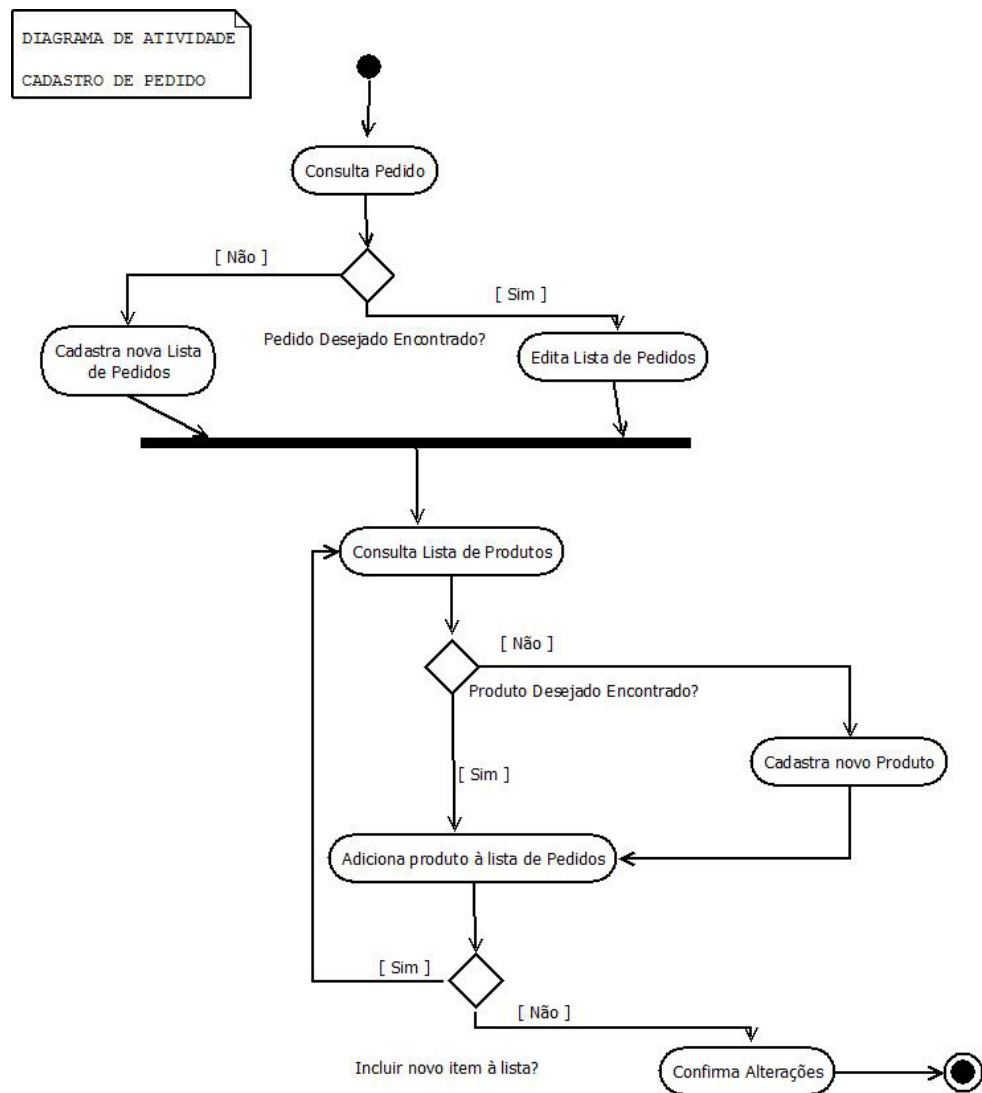 DIAGRAMA DE ATIVIDADE
CADASTRO DE PEDIDO
Consulta Pedido
[ Não ]
[ Sim ]
Pedido Desejado Encontrado?
Cadastra nova Lista
de Pedidos
Edita Lista de Pedidos
Consulta Lista de Produtos
[ Não ]
Produto Desejado Encontrado?
Cadastra novo Produto
[ Sim ]
Adiciona produto à lista de Pedidos
[ Sim ]
[ Não ]
Incluir novo item à lista?
Confirma Alterações